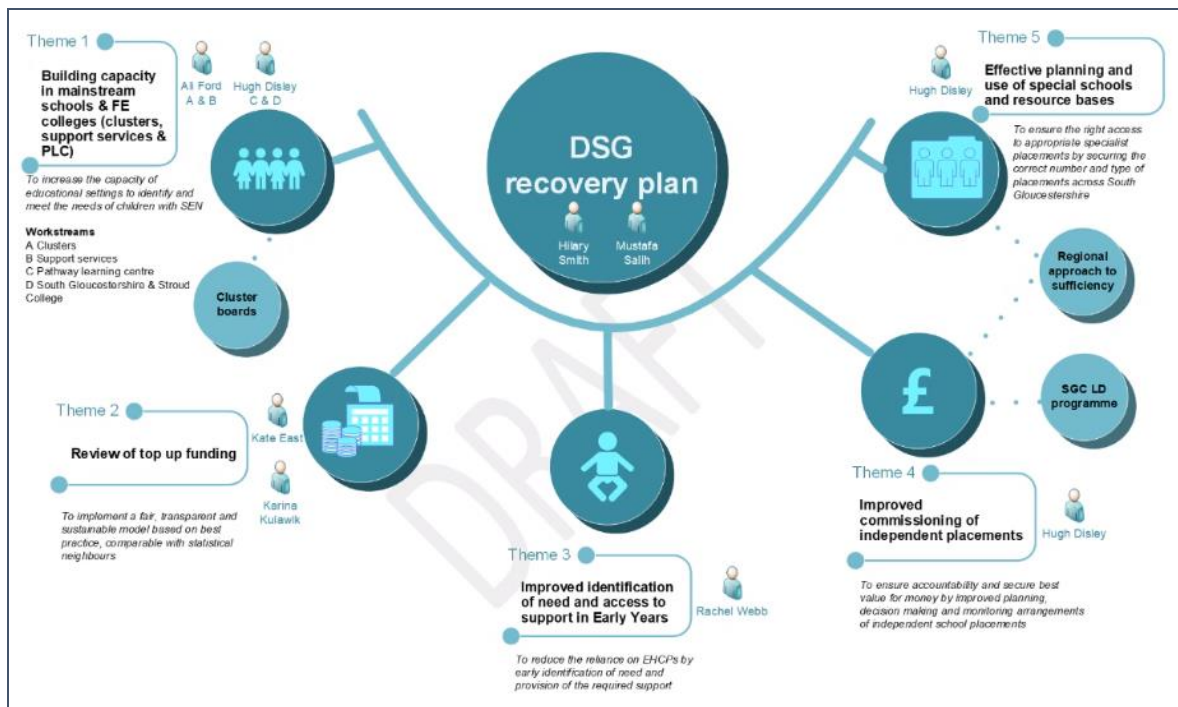 Theme 1
Building capacity
in mainstream
schools & FE
colleges (clusters,
support services &
PLC)
Ali Ford
A & B
Hugh Disley
C & D
To increase the capacity of
educational settings to identify and
meet the needs of children with SEN
Workstreams
A Clusters
B Support services
C Pathway learning centre
D South Gloucestershire & Stroud
College
Cluster
boards
DSG
recovery plan
Hilary
Smith
Mustafa
Salih
Theme 5
Effective planning and
use of special schools
and resource bases
Hugh Disley
To ensure the right access
to appropriate specialist
placements by securing the
correct number and type of
placements across South
Gloucestershire
Regional
approach to
sufficiency
£
SGC LD
programme
Theme 2
Review of top up funding
Kate East
Karina
Kulawik
To implement a fair, transparent and
sustainable model based on best
practice, comparable with statistical
neighbours
Theme 3
Improved identification
of need and access to
support in Early Years
Rachel Webb
To reduce the reliance on EHCPs by
early identification of need and
provision of the required support
Theme 4
Improved
commissioning of
independent placements
Hugh Disley
To ensure accountability and secure best
value for money by improved planning,
decision making and monitoring arrangements
of independent school placements
DRAFT